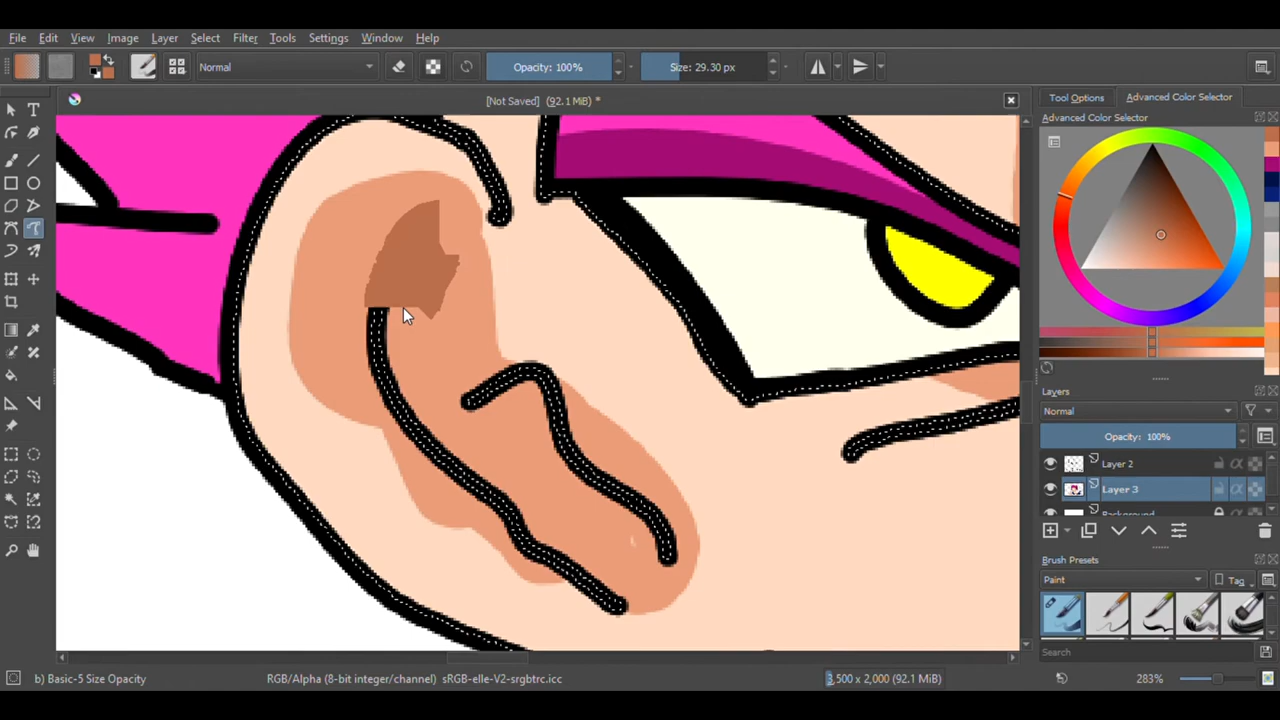 File Edit View Image Layer Select Filter Tools Settings Window Help
Normal Opacity: 100% Size: 29.30 px
[Not Saved] (92.1 MiB) *
Tool Options Advanced Color Selector
Advanced Color Selector
Layers
Normal
Opacity: 100%
Layer 2
Layer 3
Background
Brush Presets
Paint Tag
Search
b) Basic-5 Size Opacity RGB/Alpha (8-bit integer/channel) sRGB-elle-V2-srgbtrc.icc 3,500 x 2,000 (92.1 MiB) 283%